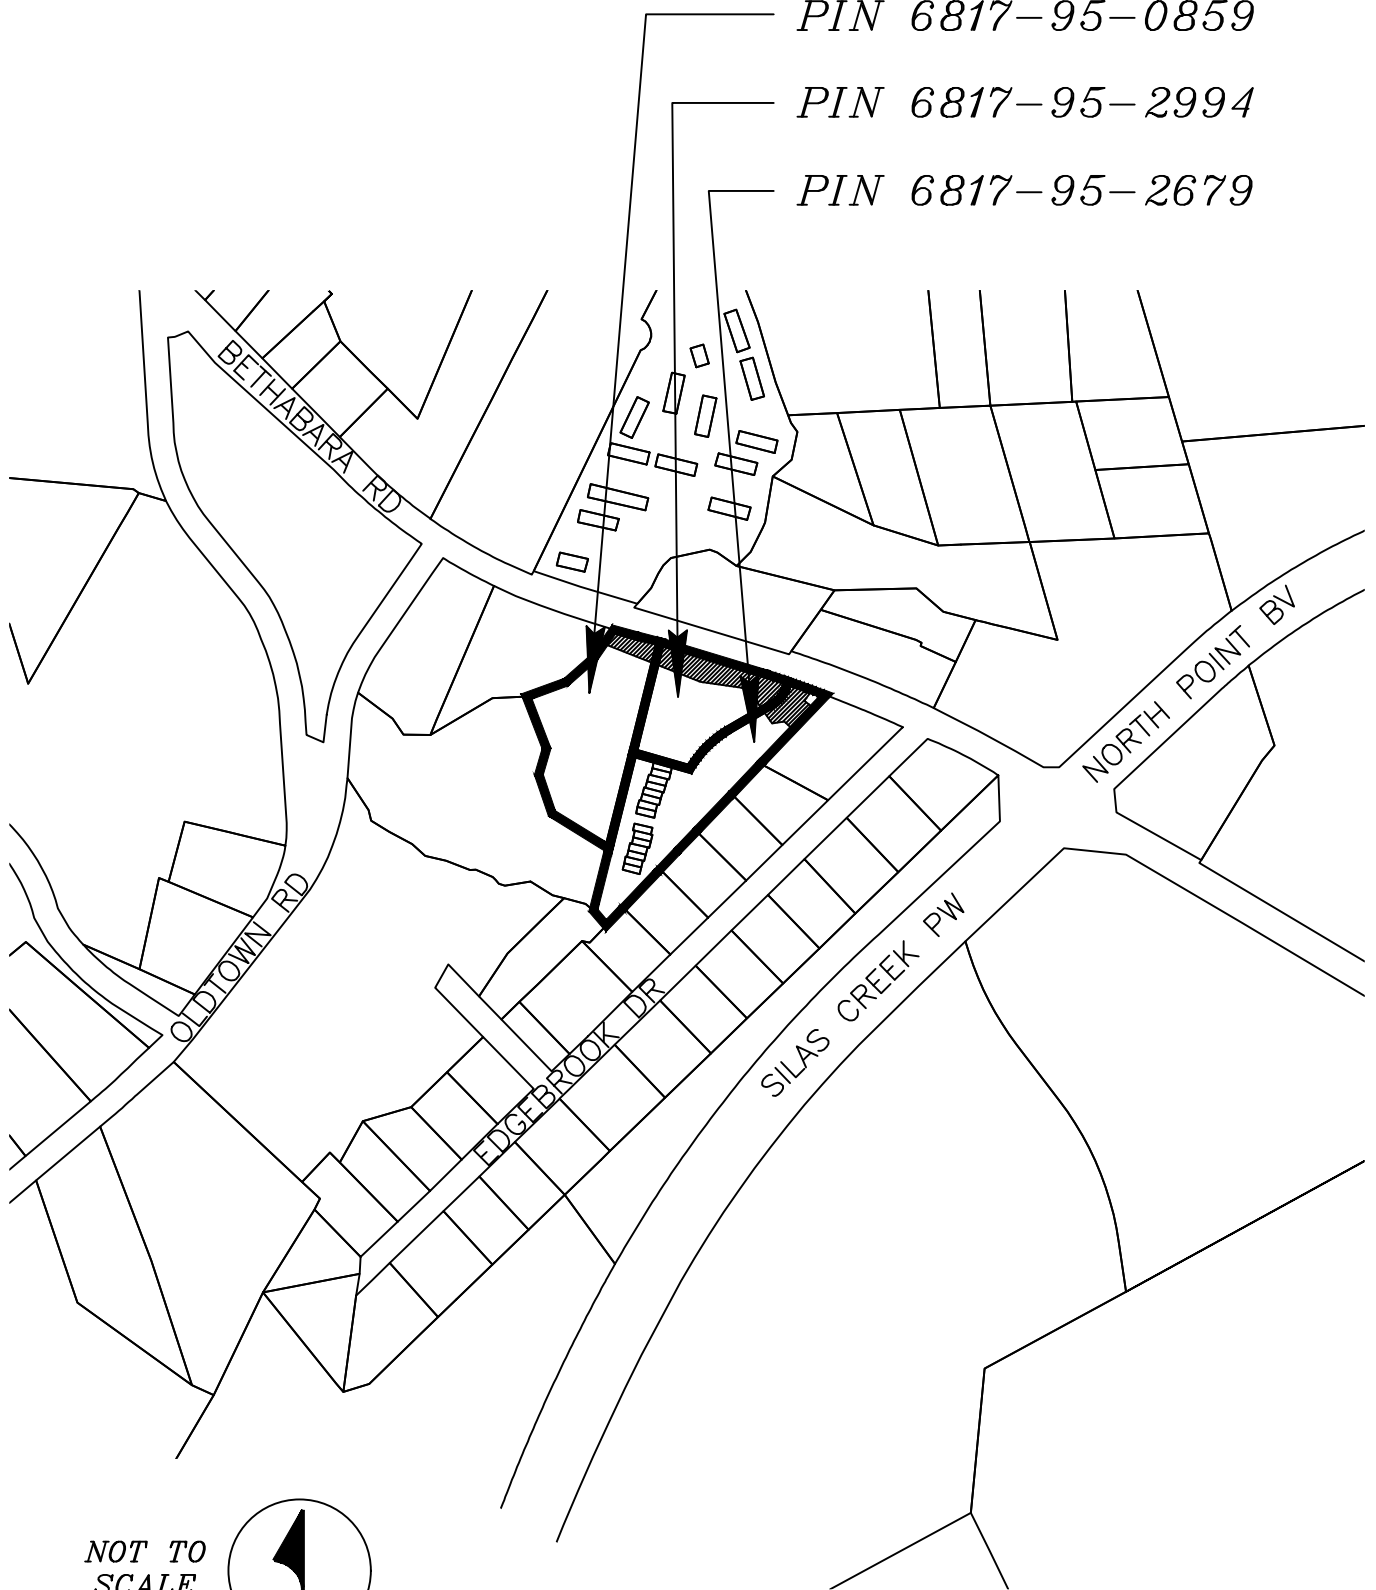 PIN 6817-95-0859
PIN 6817-95-2994
PIN 6817-95-2679
BETHABARA RD
NORTH POINT BV
OLDTOWN RD
SILAS CREEK PW
EDGEBROOK DR
NOT TO
SCALE